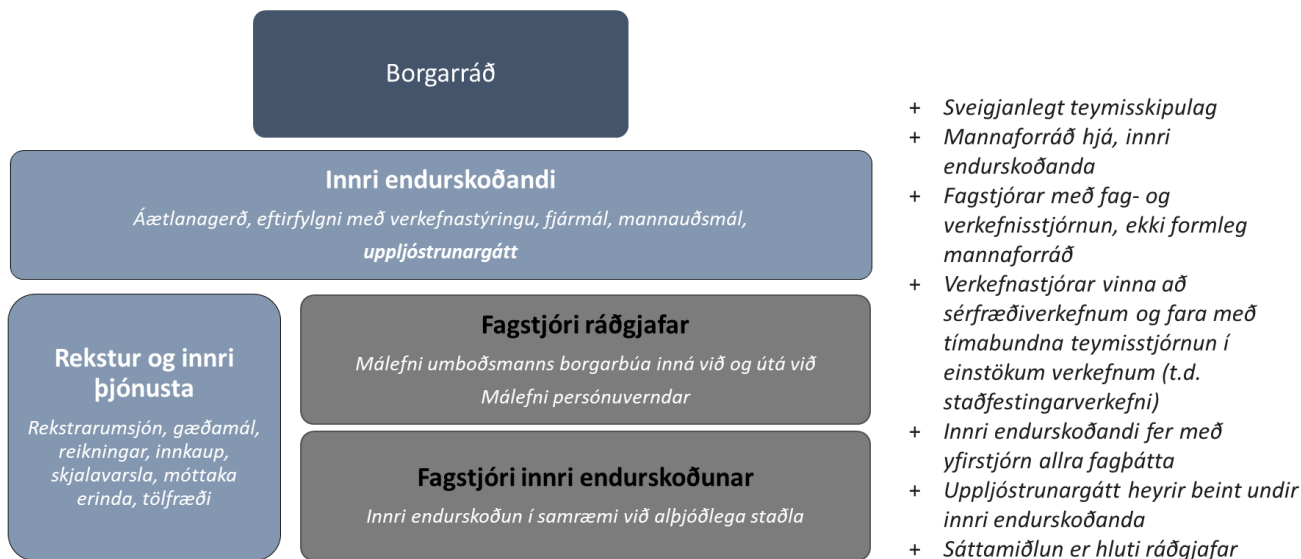 Borgarráð
Innri endurskoðandi
Áætlanagerð, eftirfylgni með verkefnastýringu, fjármál, mannauðsmál,
uppljóstrunargátt
Rekstur og innri
þjónusta
Rekstrarumsjón, gæðamál,
reikningar, innkaup,
skjalavarsla, móttaka
erinda, tölfræði
Fagstjóri ráðgjafar
Málefni umboðsmanns borgarbúa inná við og útá við
Málefni persónuverndar
Fagstjóri innri endurskoðunar
Innri endurskoðun í samræmi við alþjóðlega staðla
+ Sveigjanlegt teymisskipulag
+ Mannaforráð hjá, innri
endurskoðanda
+ Fagstjórar með fag- og
verkefnisstjórnun, ekki formleg
mannaforráð
+ Verkefnastjórar vinna að
sérfræðiverkefnum og fara með
tímabundna teymisstjórnun í
einstökum verkefnum (t.d.
staðfestingarverkefni)
+ Innri endurskoðandi fer með
yfirstjórn allra fagþátta
+ Uppljóstrunargátt heyrir beint undir
innri endurskoðanda
+ Sáttamiðlun er hluti ráðgjafar